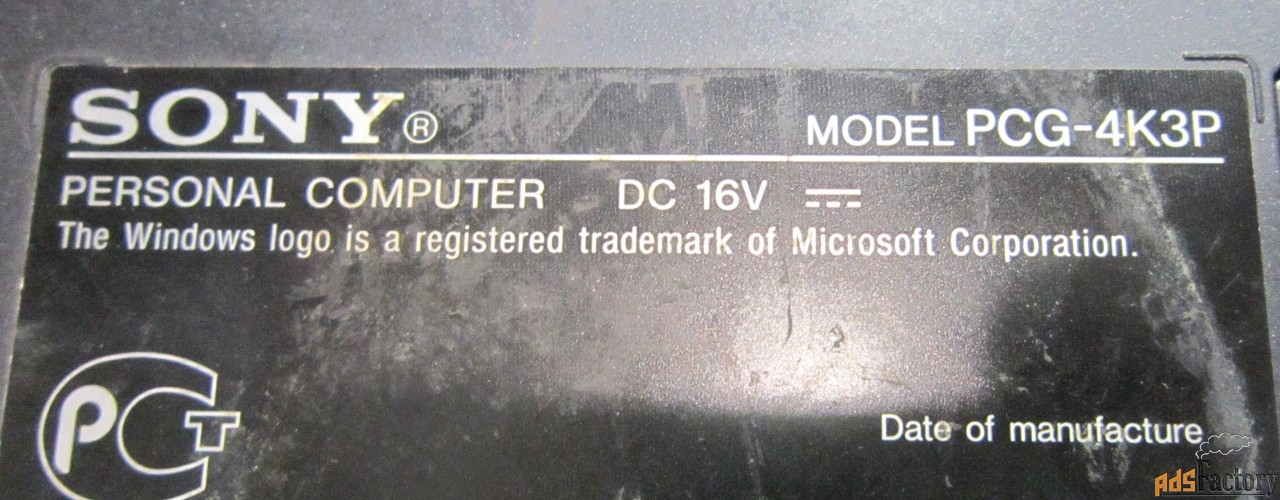 SONY® MODEL PCG-4K3P
PERSONAL COMPUTER DC 16V
The Windows logo is a registered trademark of Microsoft Corporation.
РСТ
Date of manufacture
AdsFactory